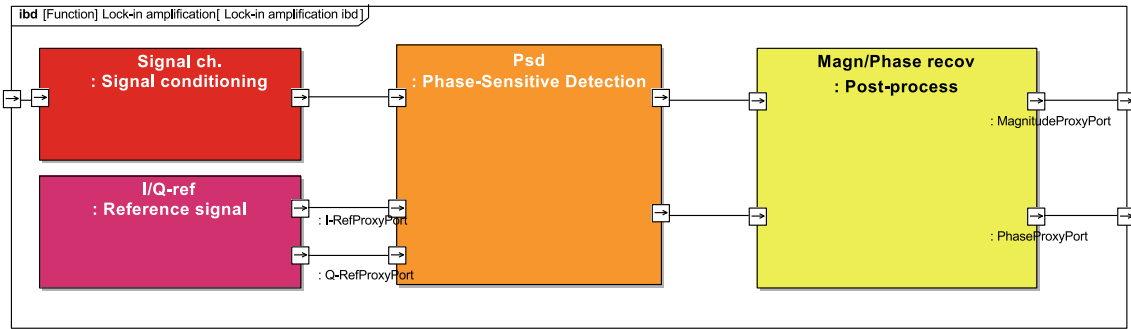 ibd [Function] Lock-in amplification[ Lock-in amplification ibd ]
Signal ch.
: Signal conditioning
Psd
: Phase-Sensitive Detection
Magn/Phase recov
: Post-process
: MagnitudeProxyPort
I/Q-ref
: Reference signal
: I-RefProxyPort
: PhaseProxyPort
: Q-RefProxyPort